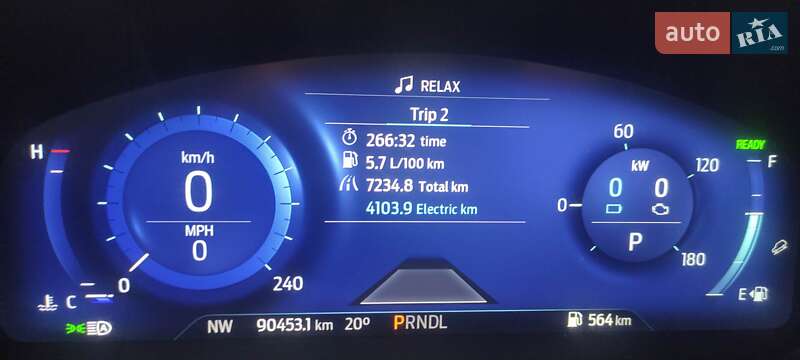 auto RIA .com
RELAX
Trip 2
266:32 time
5.7 L/100 km
7234.8 Total km
4103.9 Electric km
H
C
km/h
0
MPH
0
0
240
READY
60
120
180
0
kW
0 0
P
F
E
A
NW 90453.1 km 20° PRNDL 564 km